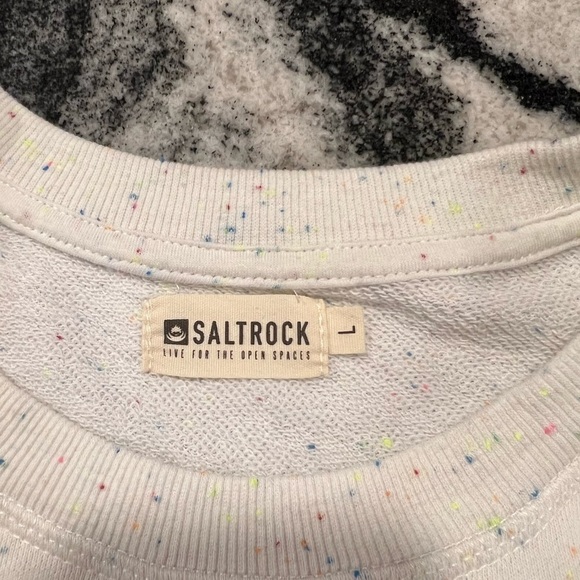 SALTROCK
LIVE FOR THE OPEN SPACES
L